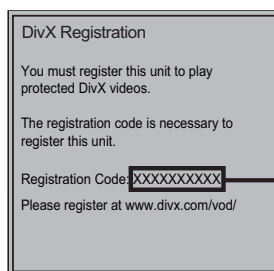 DivX Registration
You must register this unit to play
protected DivX videos.
The registration code is necessary to
register this unit.
Registration Code: XXXXXXXXXX
Please register at www.divx.com/vod/